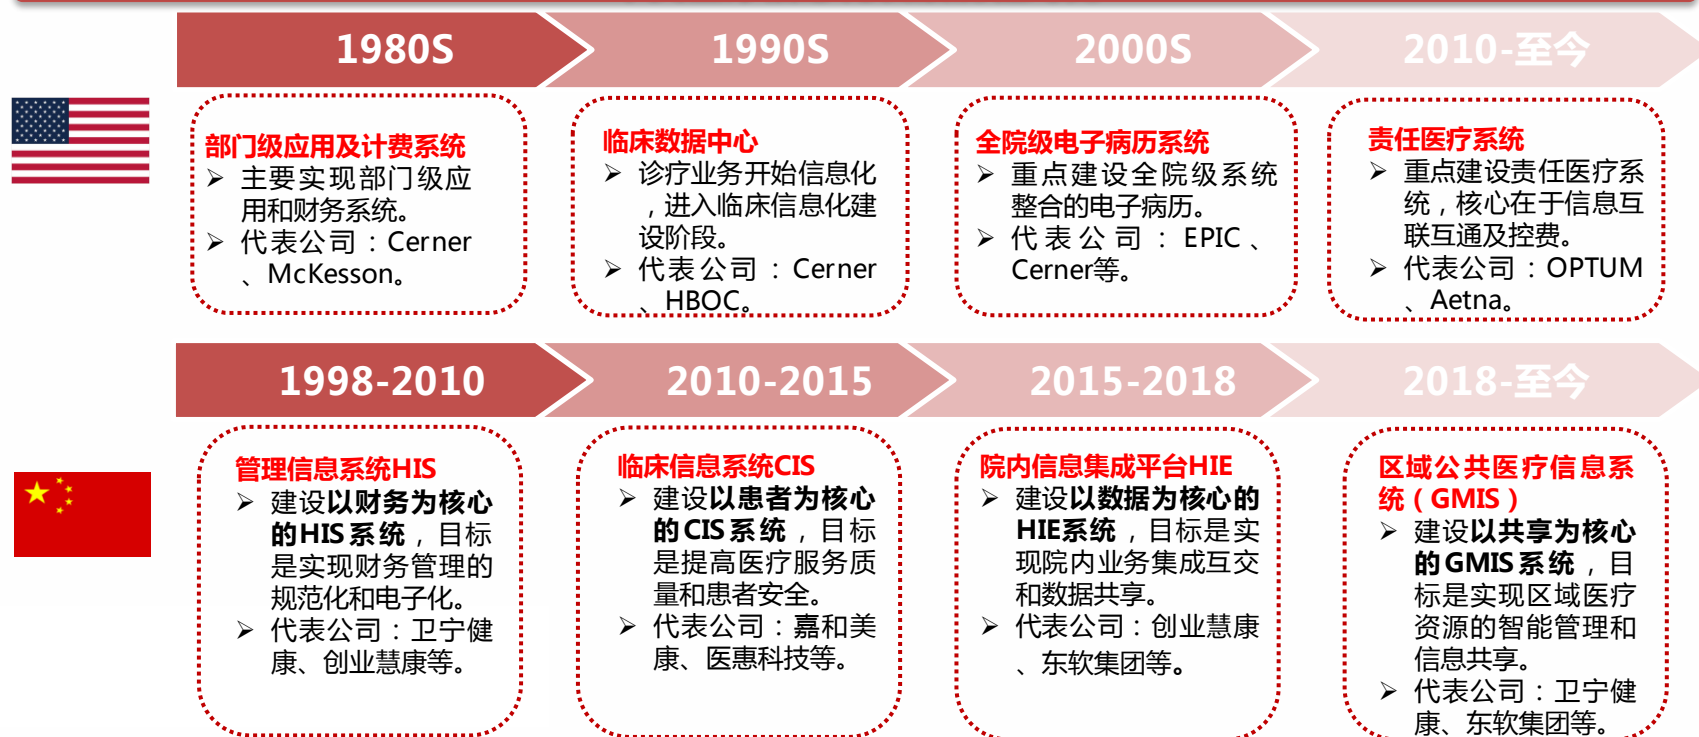 1980S
1990S
2000S
2010-至今
部门级应用及计费系统
➢ 主要实现部门级应
用和财务系统。
➢ 代表公司：Cerner
、McKesson。
临床数据中心
➢ 诊疗业务开始信息化
，进入临床信息化建
设阶段。
➢ 代表公司：Cerner
、HBOC。
全院级电子病历系统
➢ 重点建设全院级系统
整合的电子病历。
➢ 代表公司：EPIC、
Cerner等。
责任医疗系统
➢ 重点建设责任医疗系
统，核心在于信息互
联互通及控费。
➢ 代表公司：OPTUM
、Aetna。
1998-2010
2010-2015
2015-2018
2018-至今
管理信息系统HIS
➢ 建设以财务为核心
的HIS系统，目标
是实现财务管理的
规范化和电子化。
➢ 代表公司：卫宁健
康、创业慧康等。
临床信息系统CIS
➢ 建设以患者为核心
的CIS系统，目标
是提高医疗服务质
量和患者安全。
➢ 代表公司：嘉和美
康、医惠科技等。
院内信息集成平台HIE
➢ 建设以数据为核心的
HIE系统，目标是实
现院内业务集成互交
和数据共享。
➢ 代表公司：创业慧康
、东软集团等。
区域公共医疗信息系
统（GMIS）
➢ 建设以共享为核心
的GMIS系统，目
标是实现区域医疗
资源的智能管理和
信息共享。
➢ 代表公司：卫宁健
康、东软集团等。